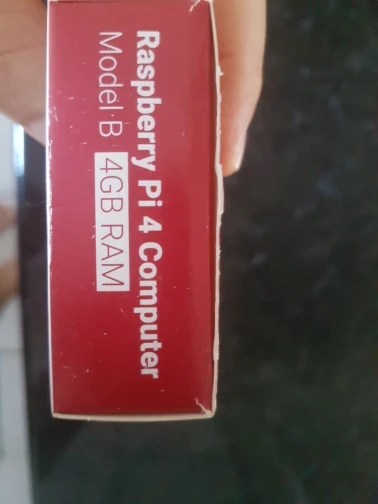 Raspberry Pi 4 Computer
Model B 4GB RAM